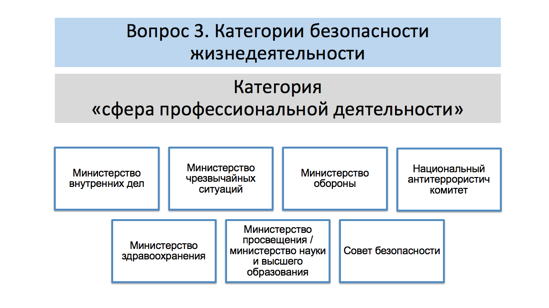 Вопрос 3. Категории безопасности
жизнедеятельности
Категория
«сфера профессиональной деятельности»
Министерство
внутренних дел
Министерство
чрезвычайных
ситуаций
Министерство
обороны
Национальный
антитеррористич
комитет
Министерство
здравоохранения
Министерство
просвещения /
министерство науки
и высшего
образования
Совет безопасности